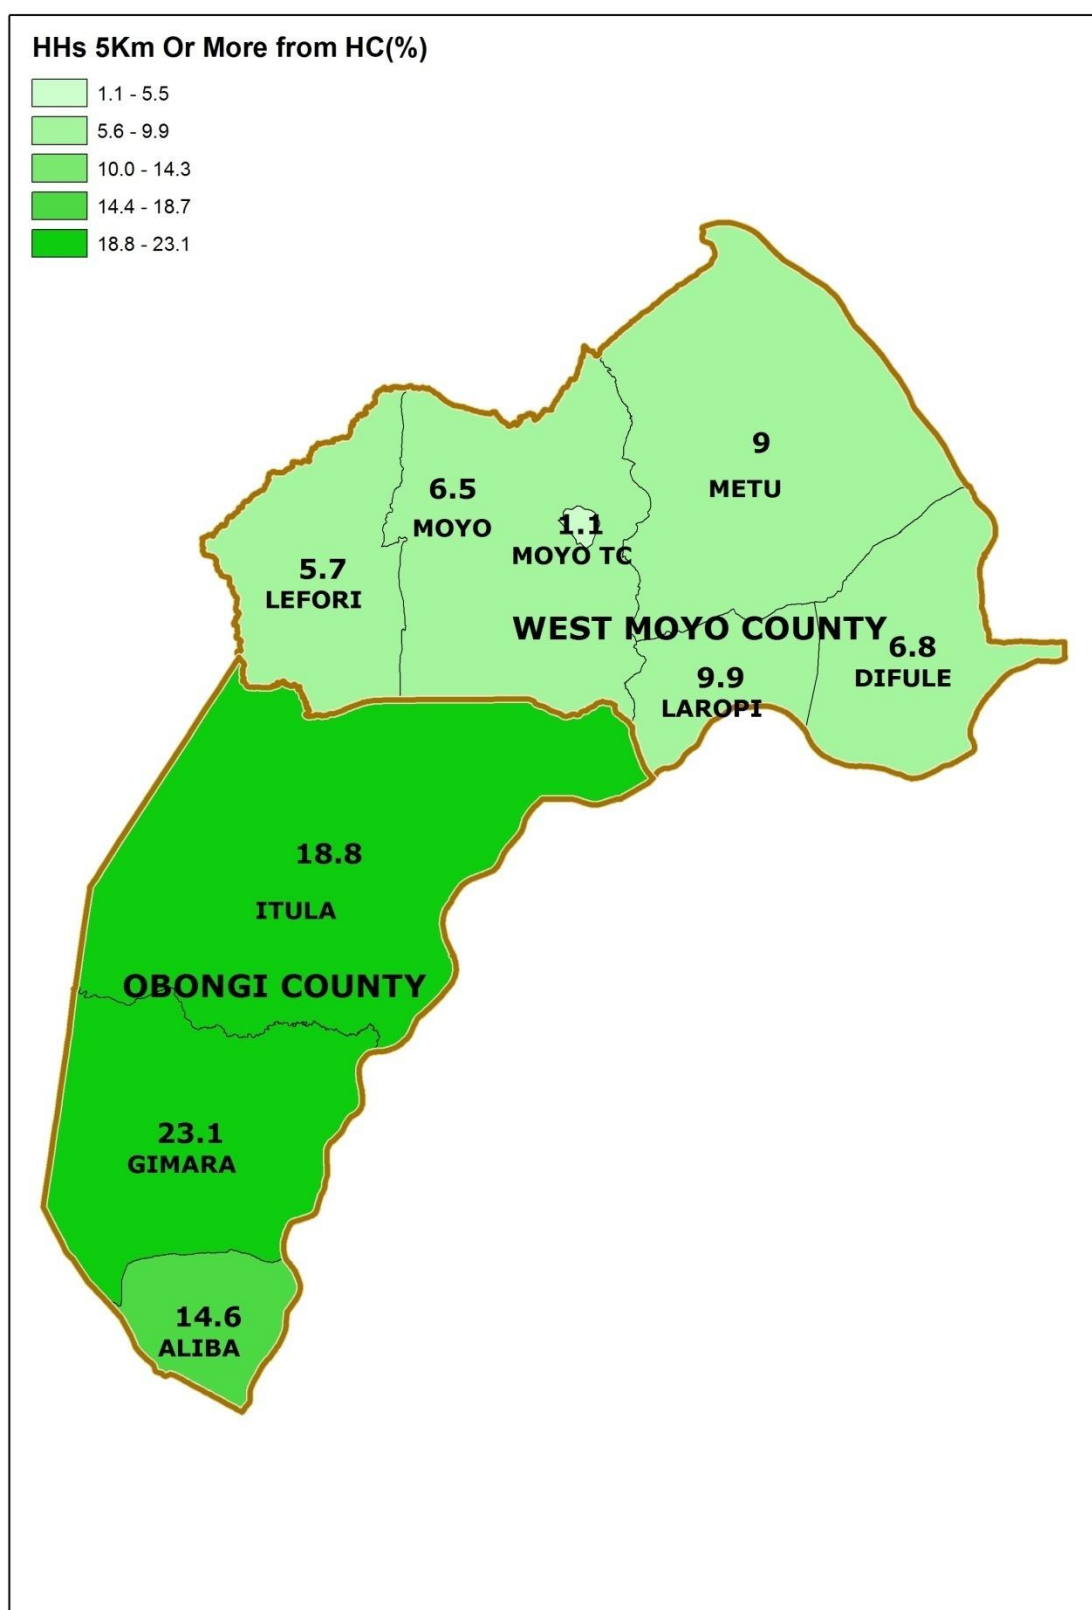 HHs 5Km Or More from HC(%)
1.1 - 5.5
5.6 - 9.9
10.0 - 14.3
14.4 - 18.7
18.8 - 23.1
9
METU
6.5
MOYO
1.1
MOYO TC
5.7
LEFORI
WEST MOYO COUNTY
6.8
DIFULE
9.9
LAROPI
18.8
ITULA
OBONGI COUNTY
23.1
GIMARA
14.6
ALIBA